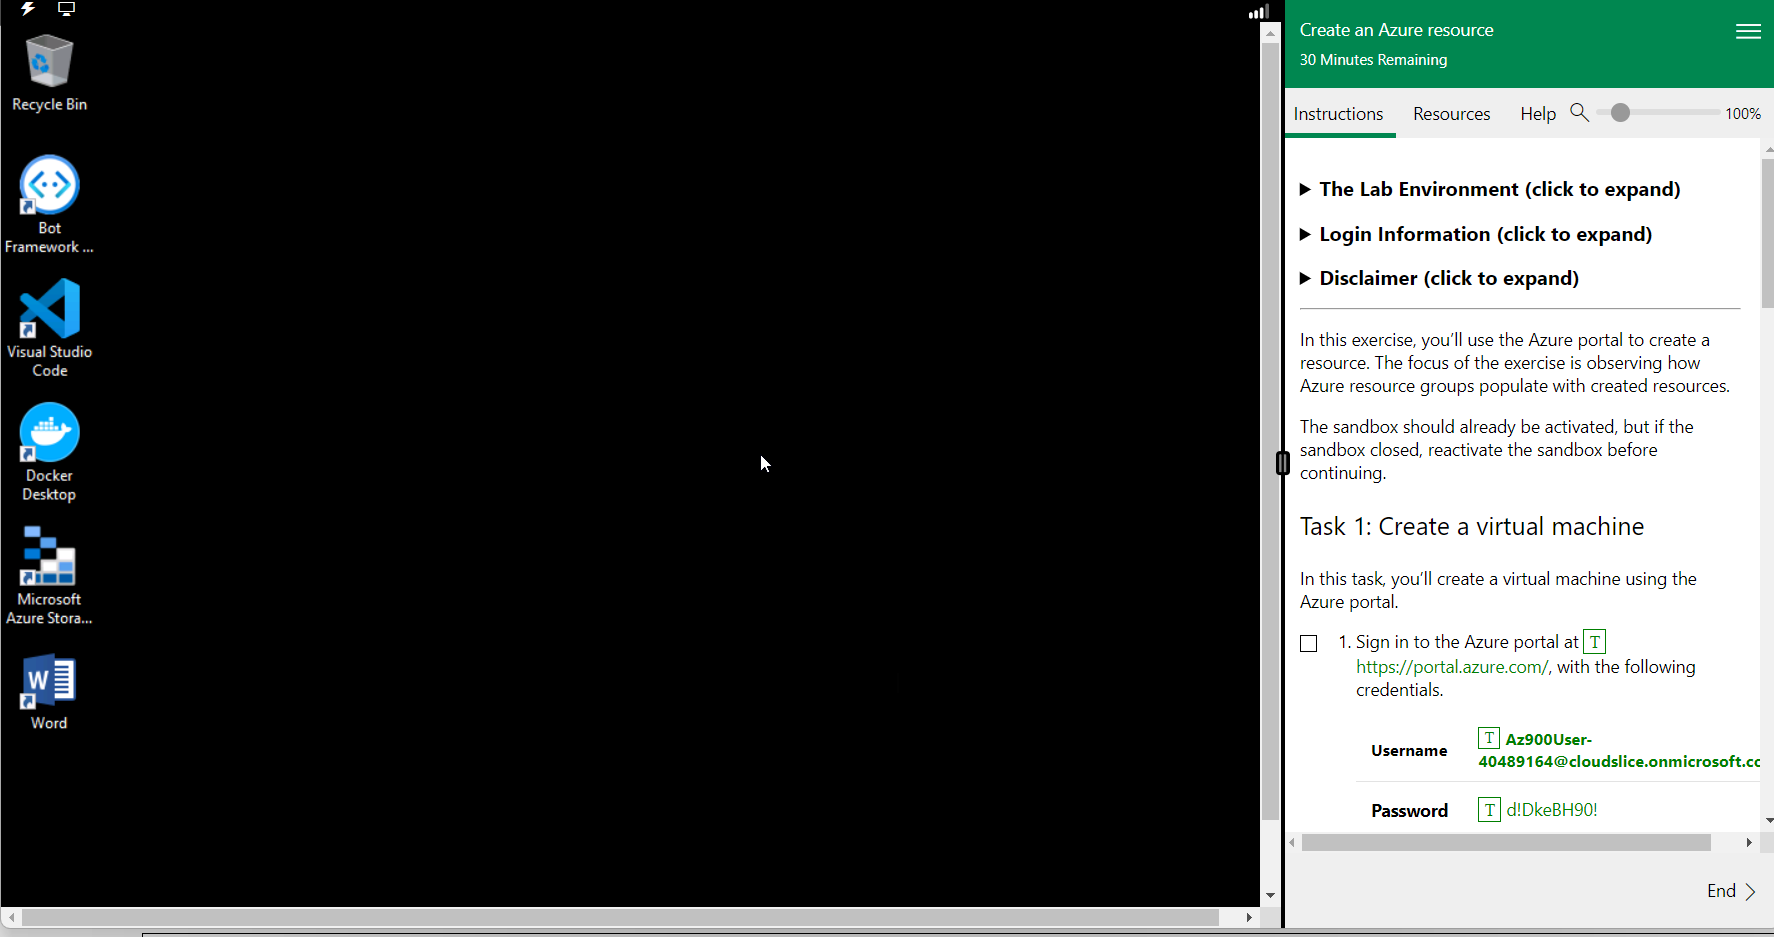 Recycle Bin
Bot
Framework ...
Visual Studio
Code
Docker
Desktop
Microsoft
Azure Stora...
W
Word
Create an Azure resource
30 Minutes Remaining
Instructions Resources Help 100%
The Lab Environment (click to expand)
Login Information (click to expand)
Disclaimer (click to expand)
In this exercise, you’ll use the Azure portal to create a
resource. The focus of the exercise is observing how
Azure resource groups populate with created resources.
The sandbox should already be activated, but if the
sandbox closed, reactivate the sandbox before
continuing.
Task 1: Create a virtual machine
In this task, you’ll create a virtual machine using the
Azure portal.
1. Sign in to the Azure portal at T
https://portal.azure.com/, with the following
credentials.
Username T Az900User-
40489164@cloudslice.onmicrosoft.co
Password T d!DkeBH90!
End